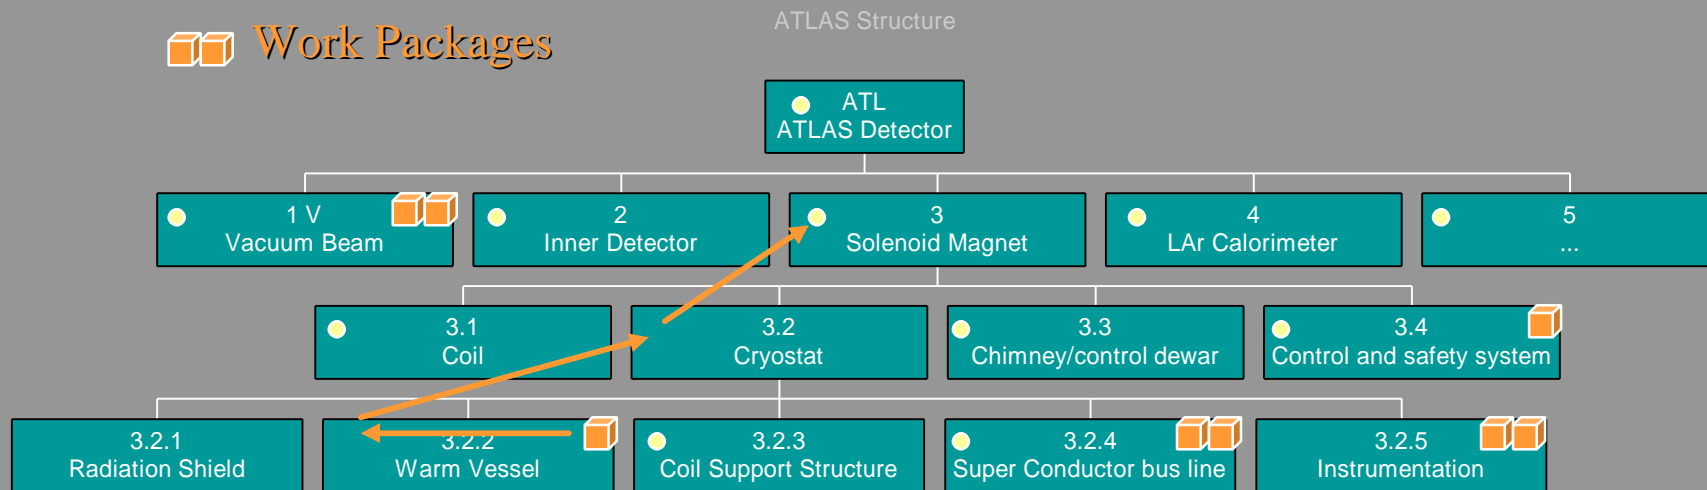 ATLAS Structure
Work Packages
ATL
ATLAS Detector
1 V
Vacuum Beam
2
Inner Detector
3
Solenoid Magnet
4
LAr Calorimeter
5
...
3.1
Coil
3.2
Cryostat
3.3
Chimney/control dewar
3.4
Control and safety system
3.2.1
Radiation Shield
3.2.2
Warm Vessel
3.2.3
Coil Support Structure
3.2.4
Super Conductor bus line
3.2.5
Instrumentation